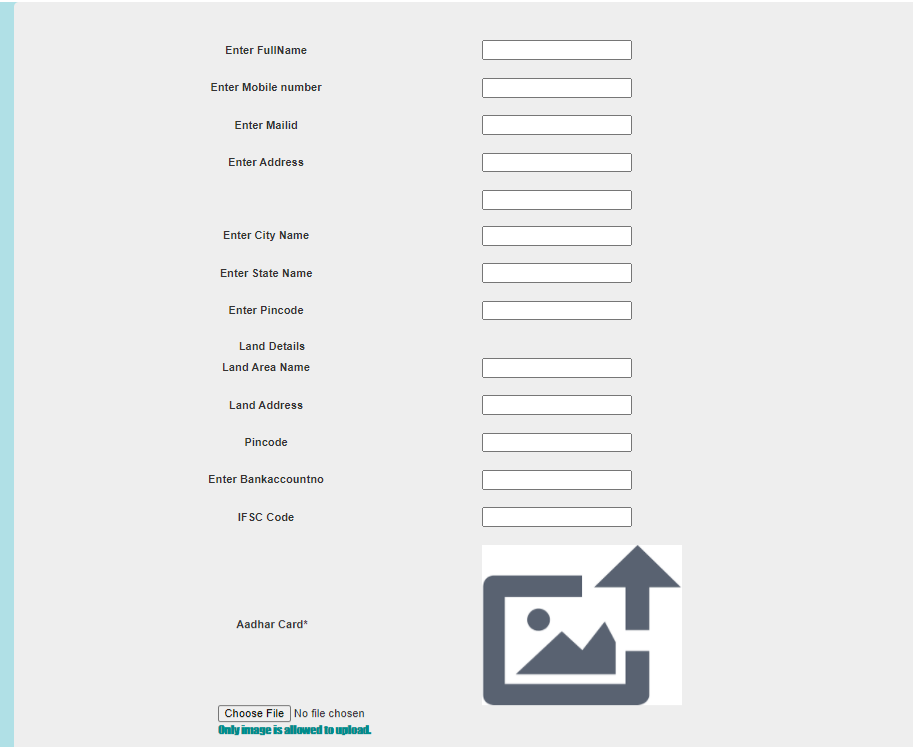 Enter FullName
Enter Mobile number
Enter Mailid
Enter Address
Enter City Name
Enter State Name
Enter Pincode
Land Details
Land Area Name
Land Address
Pincode
Enter Bankaccountno
IFSC Code
Aadhar Card*
Choose File No file chosen
Only image is allowed to upload.